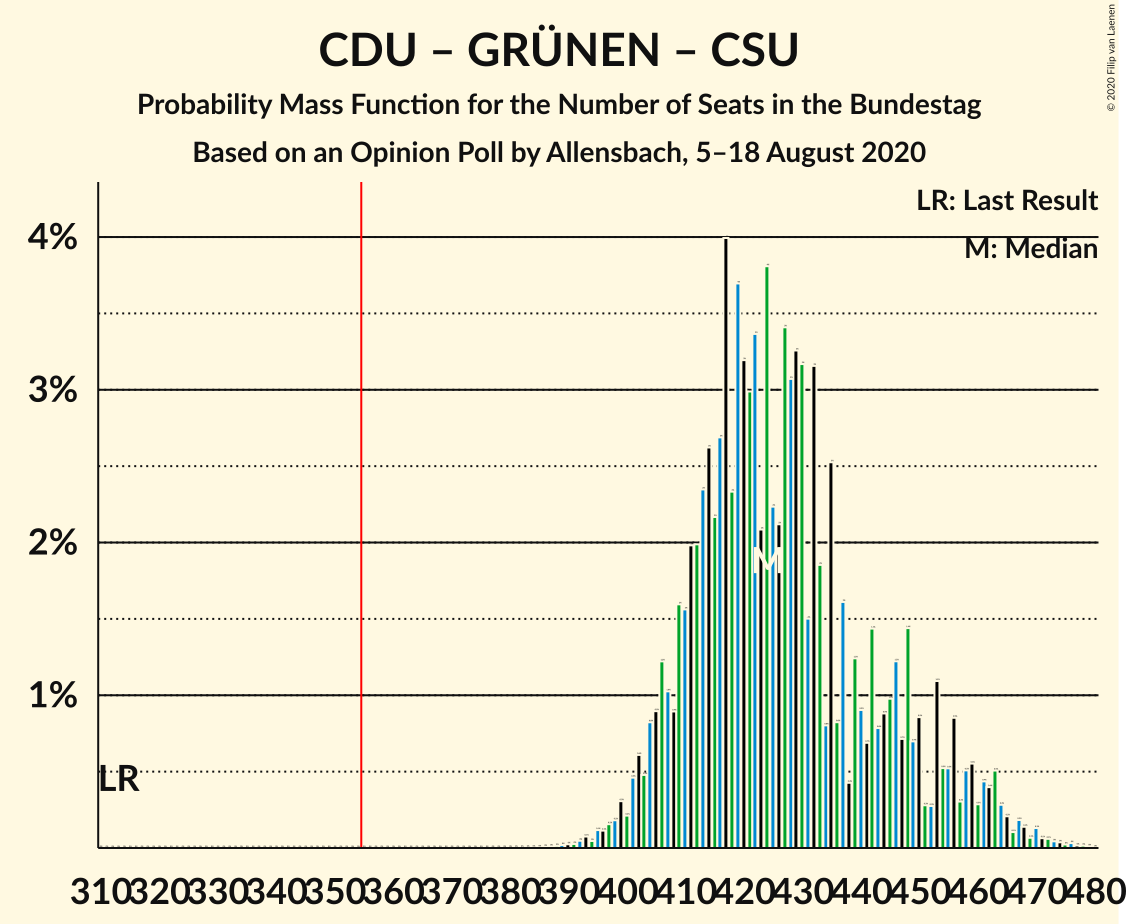 CDU – GRÜNEN – CSU
Probability Mass Function for the Number of Seats in the Bundestag
Based on an Opinion Poll by Allensbach, 5–18 August 2020
© 2020 Filip van Laenen
LR: Last Result
M: Median
4%
3%
2%
1%
M
LR
310 320 330 340 350 360 370 380 390 400 410 420 430 440 450 460 470 480